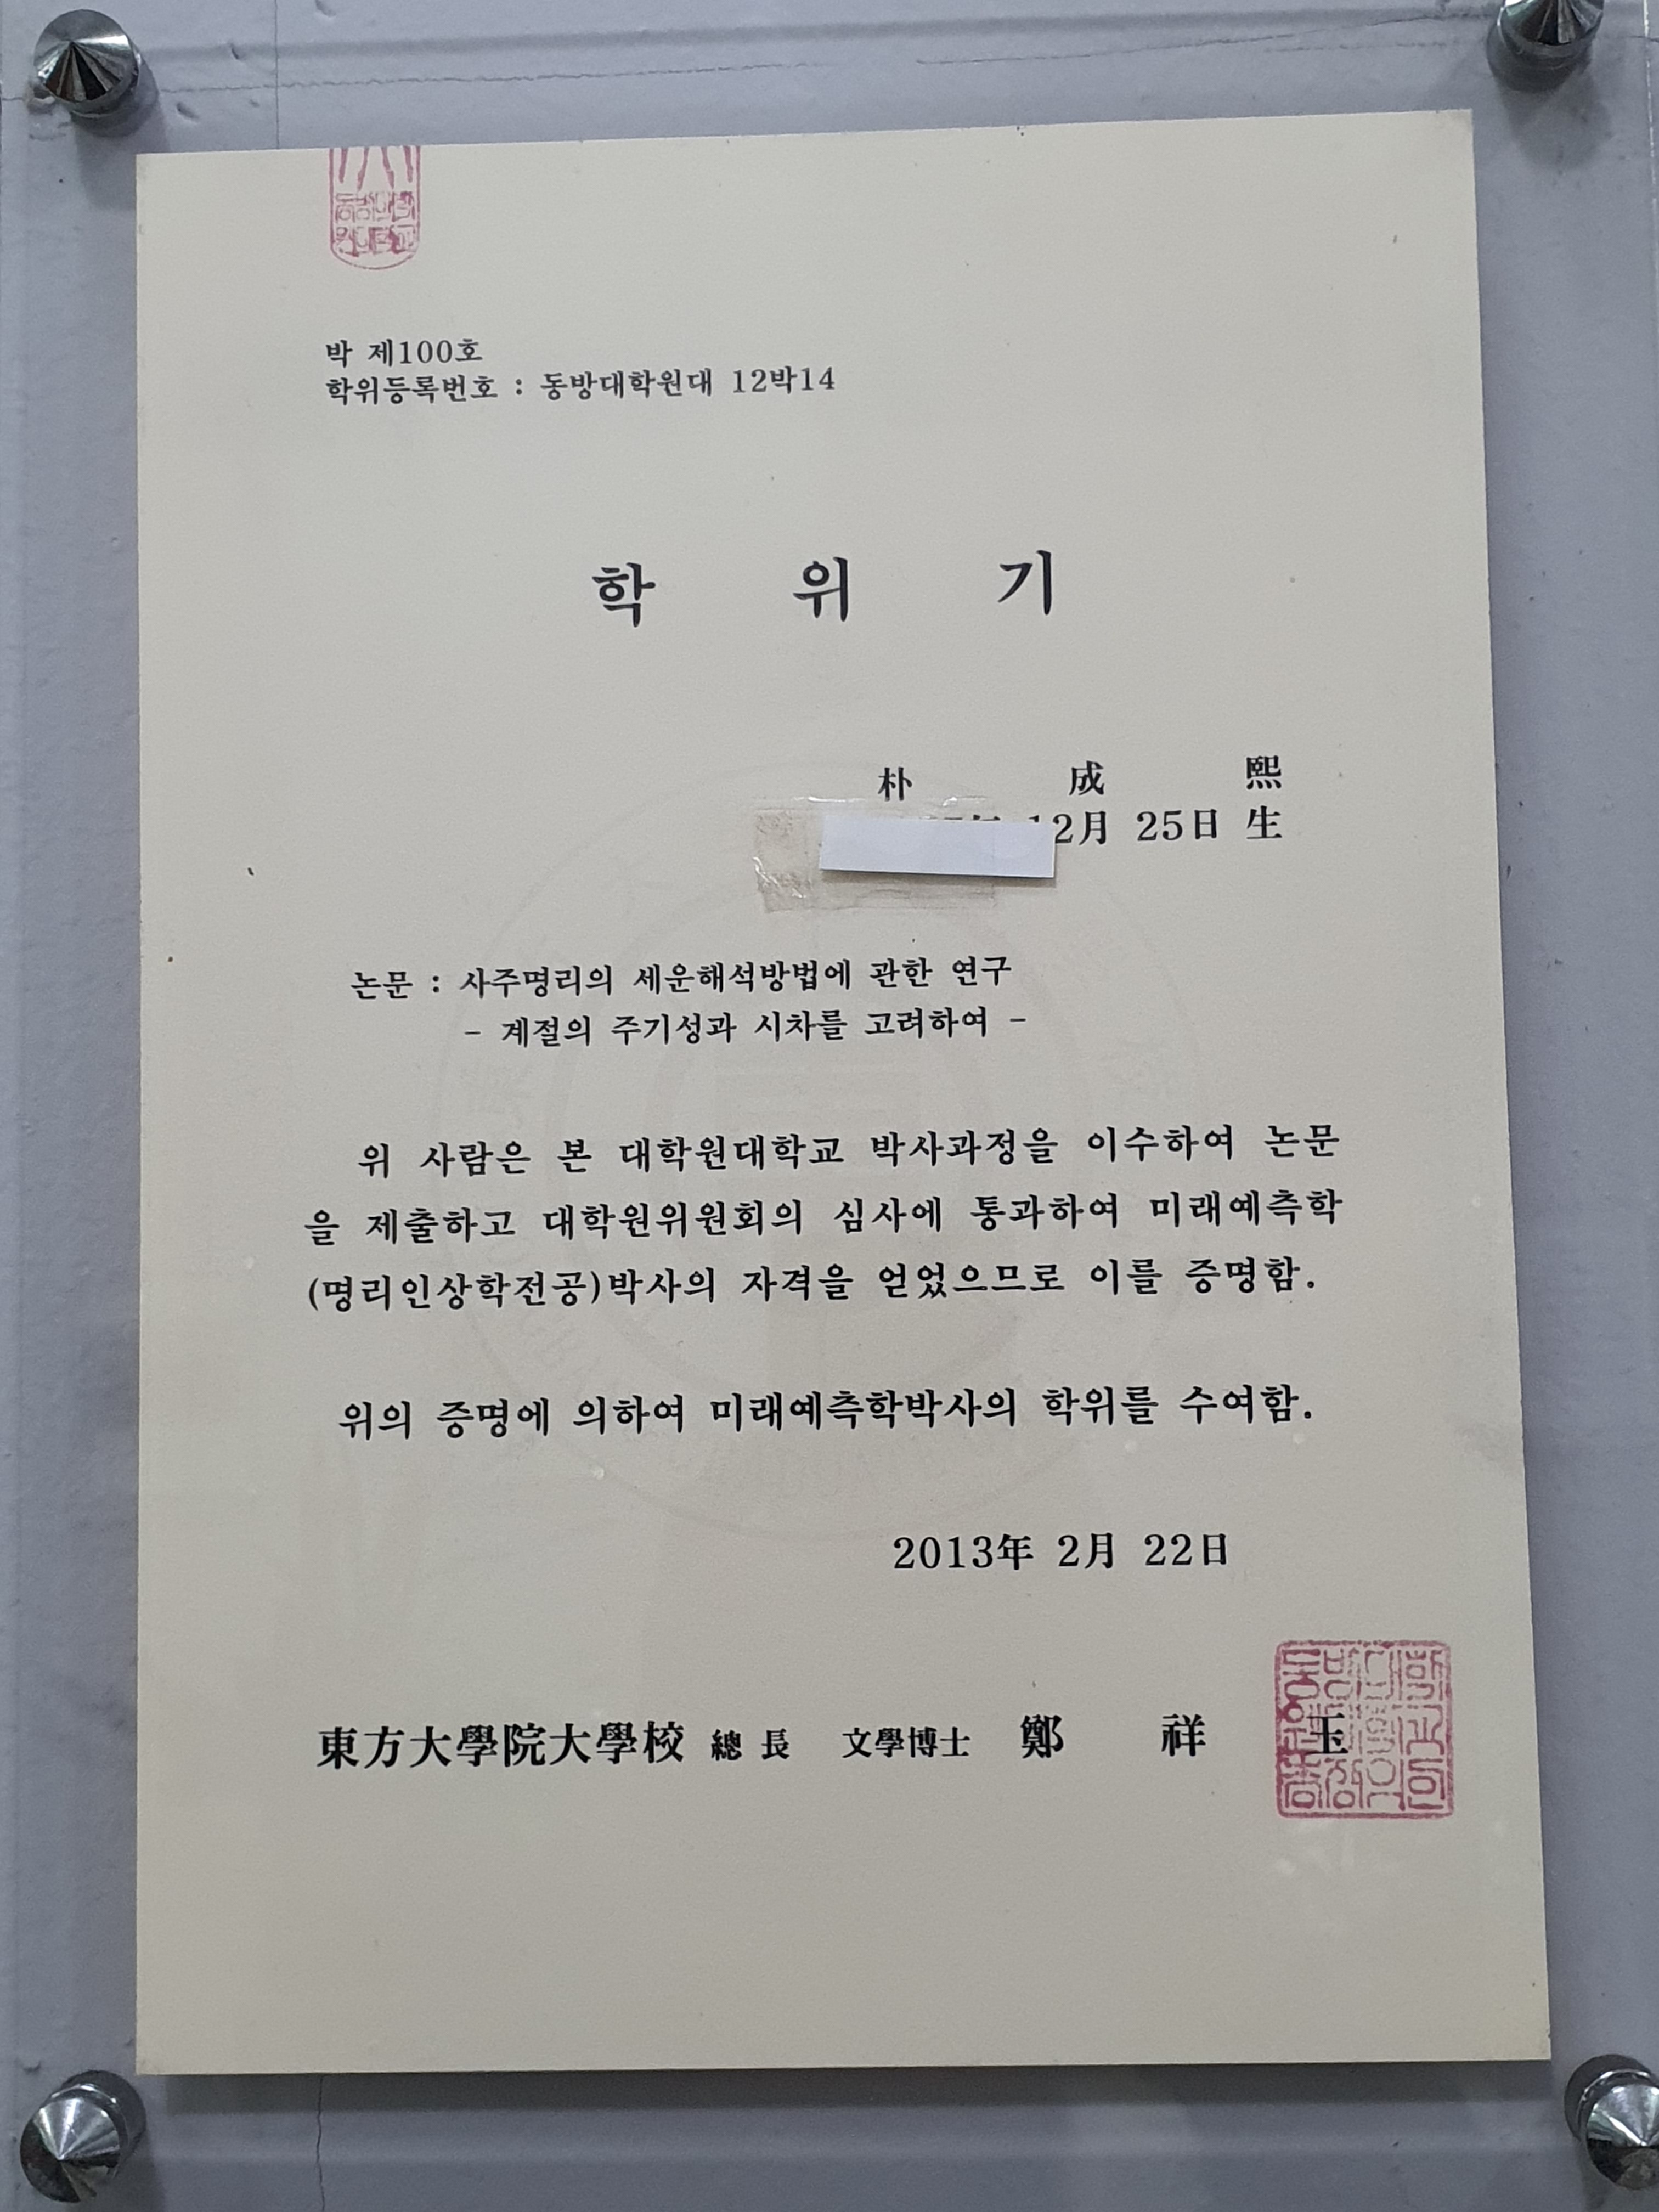 박 제100호
학위등록번호 : 동방대학원대 12박14
학 위 기
朴 成 熙
12月 25日 生
논문 : 사주명리의 세운해석방법에 관한 연구
- 계절의 주기성과 시차를 고려하여 -
위 사람은 본 대학원대학교 박사과정을 이수하여 논문
을 제출하고 대학원위원회의 심사에 통과하여 미래예측학
(명리인상학전공)박사의 자격을 얻었으므로 이를 증명함.
위의 증명에 의하여 미래예측학박사의 학위를 수여함.
2013年 2月 22日
東方大學院大學校 總 長 文學博士 鄭 祥 玉